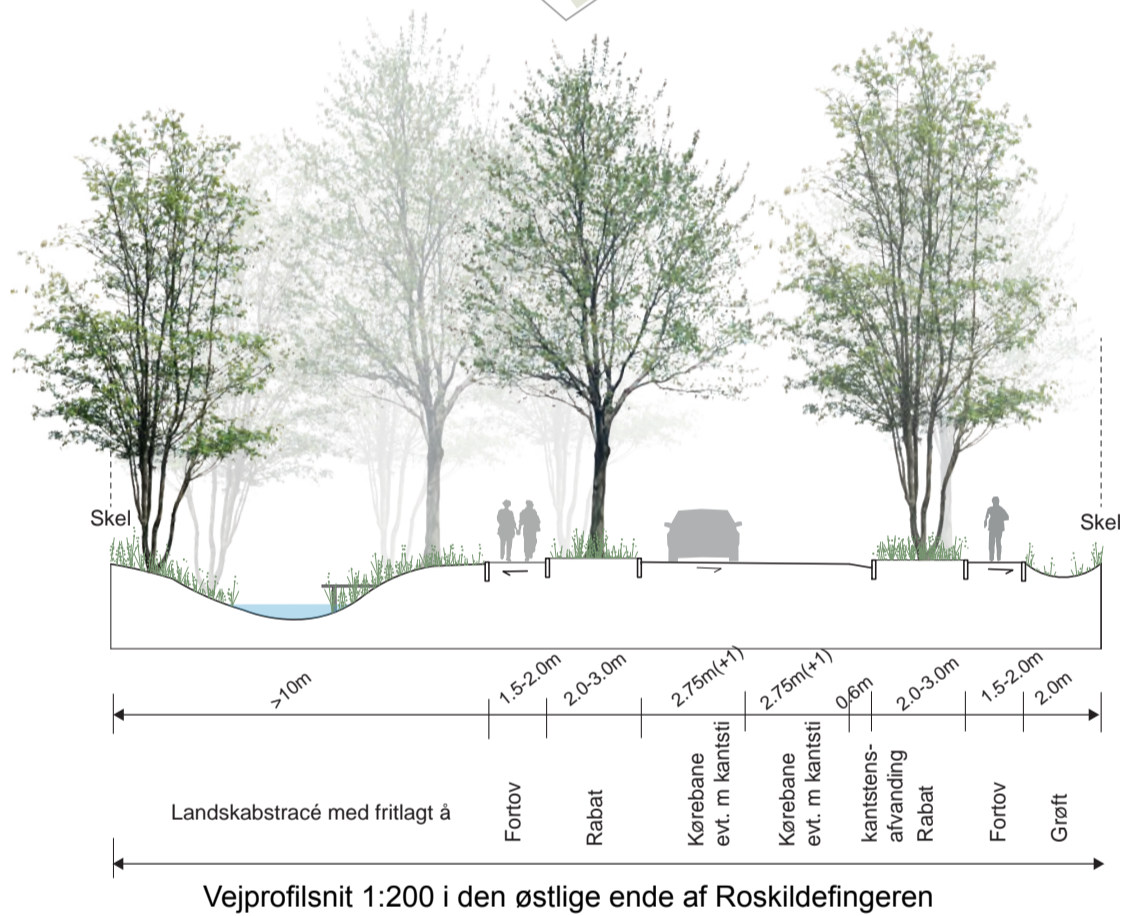 Skel
Skel
>10m
1.5-2.0m
2.0-3.0m
2.75m(+1)
2.75m(+1)
0.6m
2.0-3.0m
1.5-2.0m
2.0m
Landskabstracé med fritlagt å
Fortov
Rabat
Kørebane
evt. m kantsti
Kørebane
evt. m kantsti
kantstens-
afvanding
Rabat
Fortov
Grøft
Vejprofilsnit 1:200 i den østlige ende af Roskildefingeren